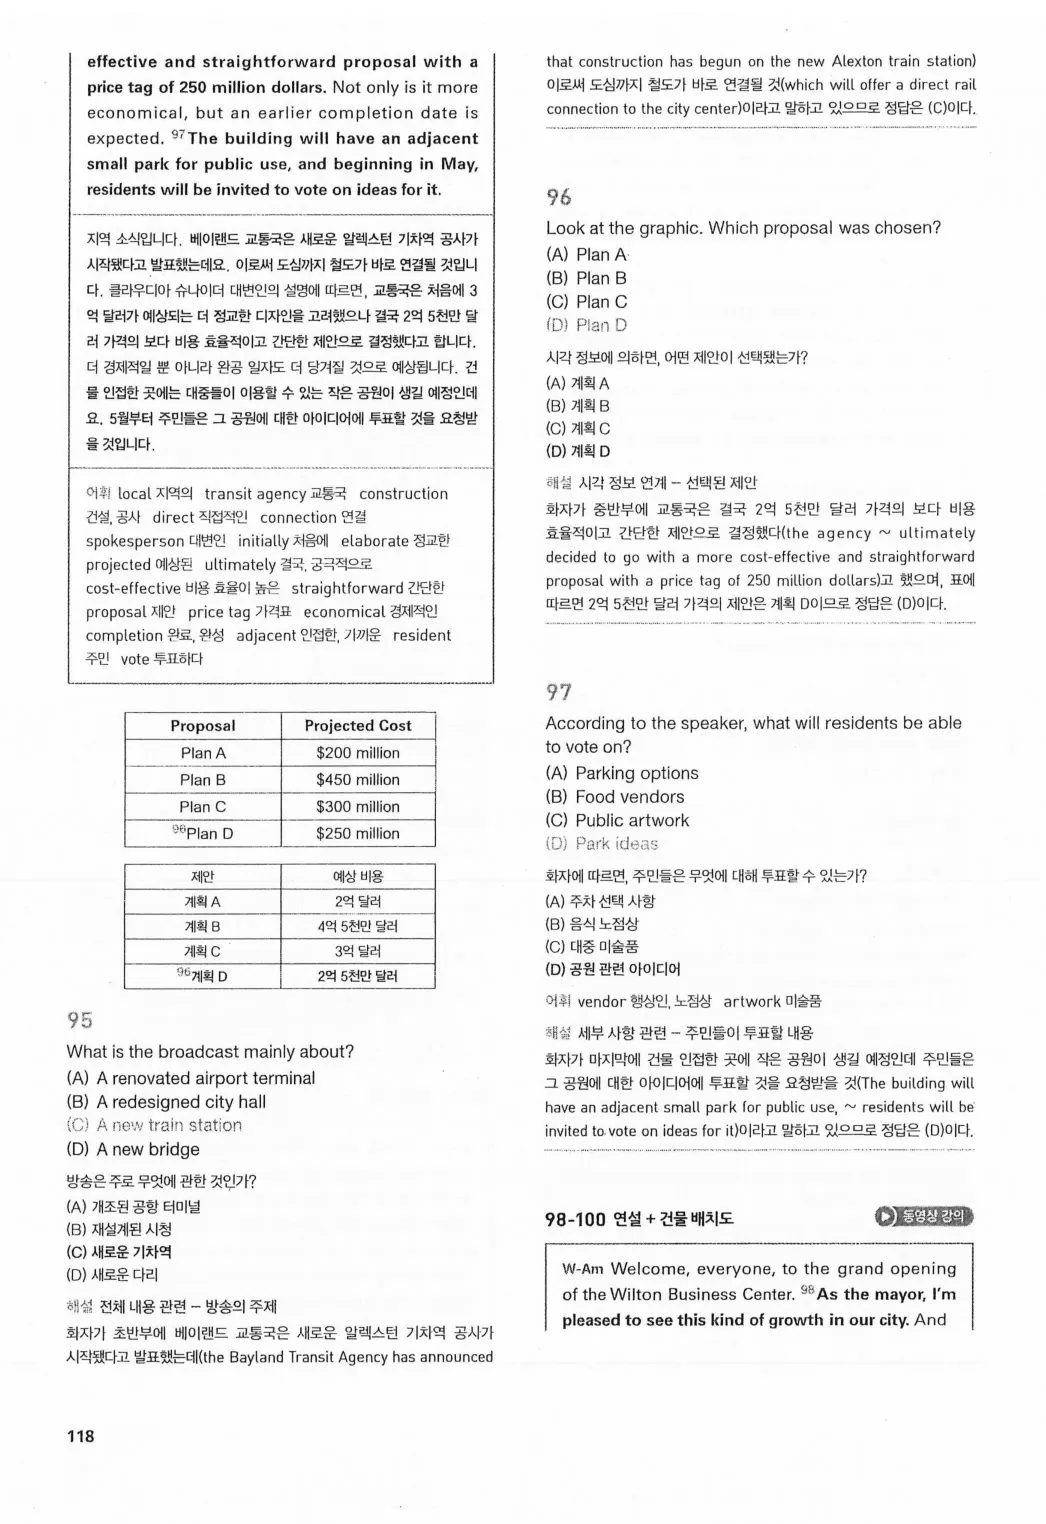 effective and straightforward proposal with a
price tag of 250 million dollars. Not only is it more
economical, but an earlier completion date is
expected. 97The building will have an adjacent
small park for public use, and beginning in May,
residents will be invited to vote on ideas for it.
지역 소식입니다. 베이랜드 교통국은 새로운 알렉스턴 기차역 공사가
시작됐다고 발표했는데요. 이로써 도심까지 철도가 바로 연결될 것입니
다. 클라우디아 슈나이더 대변인의 설명에 따르면, 교통국은 처음에 3
억 달러가 예상되는 더 정교한 디자인을 고려했으나 결국 2억 5천만 달
러 가격의 보다 비용 효율적이고 간단한 제안으로 결정했다고 합니다.
더 경제적일 뿐 아니라 완공 일자도 더 당겨질 것으로 예상됩니다. 건
물 인접한 곳에는 대중들이 이용할 수 있는 작은 공원이 생길 예정인데
요. 5월부터 주민들은 그 공원에 대한 아이디어에 투표할 것을 요청받
을 것입니다.
어휘 local 지역의 transit agency 교통국 construction
건설, 공사 direct 직접적인 connection 연결
spokesperson 대변인 initially 처음에 elaborate 정교한
projected 예상된 ultimately 결국, 궁극적으로
cost-effective 비용 효율이 높은 straightforward 간단한
proposal 제안 price tag 가격표 economical 경제적인
completion 완료, 완성 adjacent 인접한, 가까운 resident
주민 vote 투표하다
Proposal Projected Cost
Plan A $200 million
Plan B $450 million
Plan C $300 million
96Plan D $250 million
제안 예상 비용
계획 A 2억 달러
계획 B 4억 5천만 달러
계획 C 3억 달러
96계획 D 2억 5천만 달러
95
What is the broadcast mainly about?
(A) A renovated airport terminal
(B) A redesigned city hall
(C) A new train station
(D) A new bridge
방송은 주로 무엇에 관한 것인가?
(A) 개조된 공항 터미널
(B) 재설계된 시청
(C) 새로운 기차역
(D) 새로운 다리
해설 전체 내용 관련 – 방송의 주제
화자가 초반부에 베이랜드 교통국은 새로운 알렉스턴 기차역 공사가
시작됐다고 발표했는데(the Bayland Transit Agency has announced
that construction has begun on the new Alexton train station)
이로써 도심까지 철도가 바로 연결될 것(which will offer a direct rail
connection to the city center)이라고 말하고 있으므로 정답은 (C)이다.
96
Look at the graphic. Which proposal was chosen?
(A) Plan A
(B) Plan B
(C) Plan C
(D) Plan D
시각 정보에 의하면, 어떤 제안이 선택됐는가?
(A) 계획 A
(B) 계획 B
(C) 계획 C
(D) 계획 D
해설 시각 정보 연계 – 선택된 제안
화자가 중반부에 교통국은 결국 2억 5천만 달러 가격의 보다 비용
효율적이고 간단한 제안으로 결정했다(the agency ~ ultimately
decided to go with a more cost-effective and straightforward
proposal with a price tag of 250 million dollars)고 했으며, 표에
따르면 2억 5천만 달러 가격의 제안은 계획 D이므로 정답은 (D)이다.
97
According to the speaker, what will residents be able
to vote on?
(A) Parking options
(B) Food vendors
(C) Public artwork
(D) Park ideas
화자에 따르면, 주민들은 무엇에 대해 투표할 수 있는가?
(A) 주차 선택 사항
(B) 음식 노점상
(C) 대중 미술품
(D) 공원 관련 아이디어
어휘 vendor 행상인, 노점상 artwork 미술품
해설 세부 사항 관련 – 주민들이 투표할 내용
화자가 마지막에 건물 인접한 곳에 작은 공원이 생길 예정인데 주민들은
그 공원에 대한 아이디어에 투표할 것을 요청받을 것(The building will
have an adjacent small park for public use, ~ residents will be
invited to vote on ideas for it)이라고 말하고 있으므로 정답은 (D)이다.
98-100 연설 + 건물 배치도 동영상 강의
W-Am Welcome, everyone, to the grand opening
of the Wilton Business Center. 98As the mayor, I'm
pleased to see this kind of growth in our city. And
118